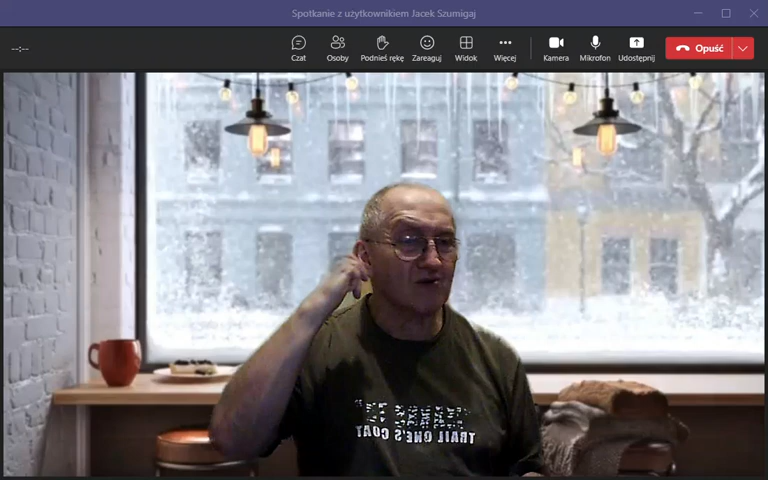 Spotkanie z użytkownikiem Jacek Szumigaj
--:--
Czat Osoby Podnieś rękę Zareaguj Widok Więcej Kamera Mikrofon Udostępnij Opuść
TRAIL ONE'S COAT